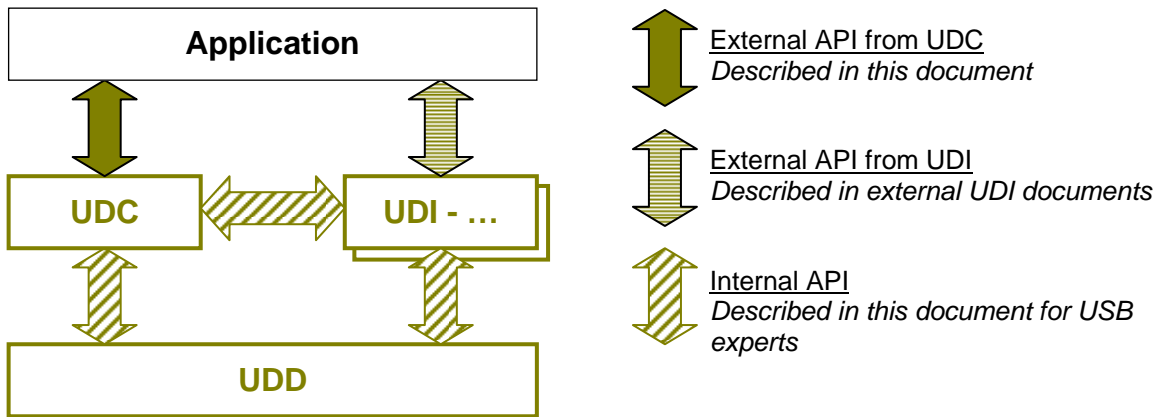 Application
UDC
UDI - …
UDD
External API from UDC
Described in this document
External API from UDI
Described in external UDI documents
Internal API
Described in this document for USB
experts